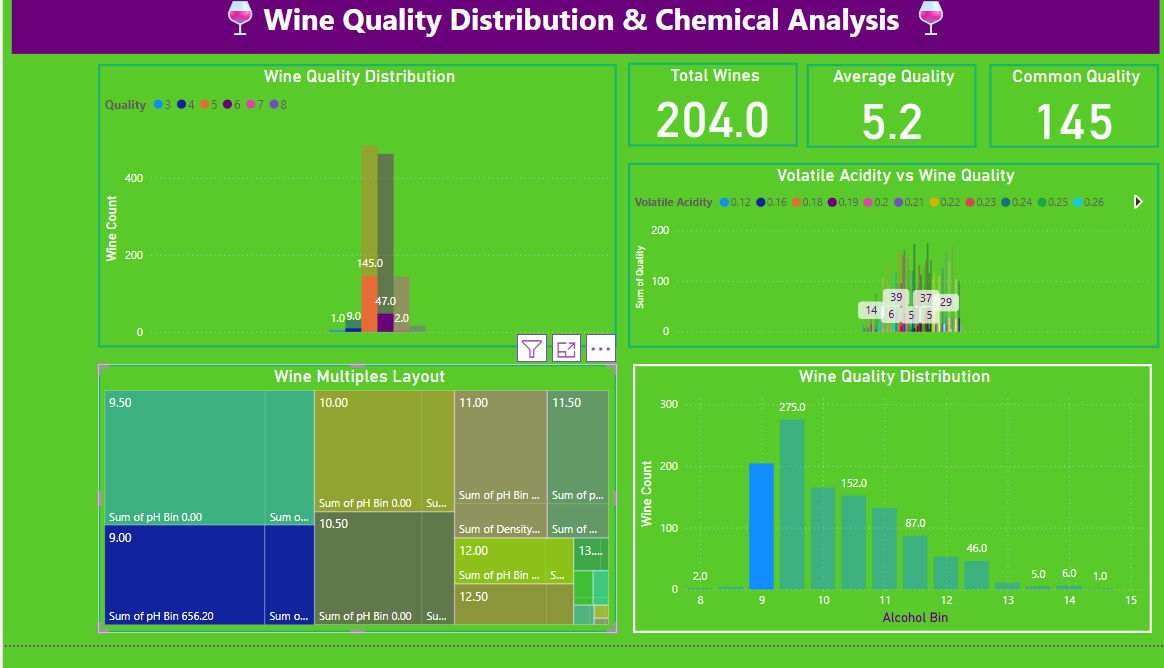 Wine Quality Distribution & Chemical Analysis
Wine Quality Distribution
Quality 3 4 5 6 7 8
Wine Count
400
200
0
1.0 9.0 145.0 47.0 2.0
Total Wines
204.0
Average Quality
5.2
Common Quality
145
Volatile Acidity vs Wine Quality
Volatile Acidity 0.12 0.16 0.18 0.19 0.2 0.21 0.22 0.23 0.24 0.25 0.26
Sum of Quality
200
100
0
39 37 29
14 6 5 5
Wine Multiples Layout
9.50
Sum of pH Bin 0.00 Sum o...
9.00
Sum of pH Bin 656.20 Sum o...
10.00
Sum of pH Bin 0.00 Su...
10.50
Sum of pH Bin 0.00 Su...
11.00
Sum of pH Bin ...
Sum of Density...
11.50
Sum of p...
Sum of ...
12.00
Sum of pH Bin ... S...
12.50
13....
Wine Quality Distribution
Wine Count
300
200
100
0
2.0 275.0 152.0 87.0 46.0 5.0 6.0 1.0
8 9 10 11 12 13 14 15
Alcohol Bin